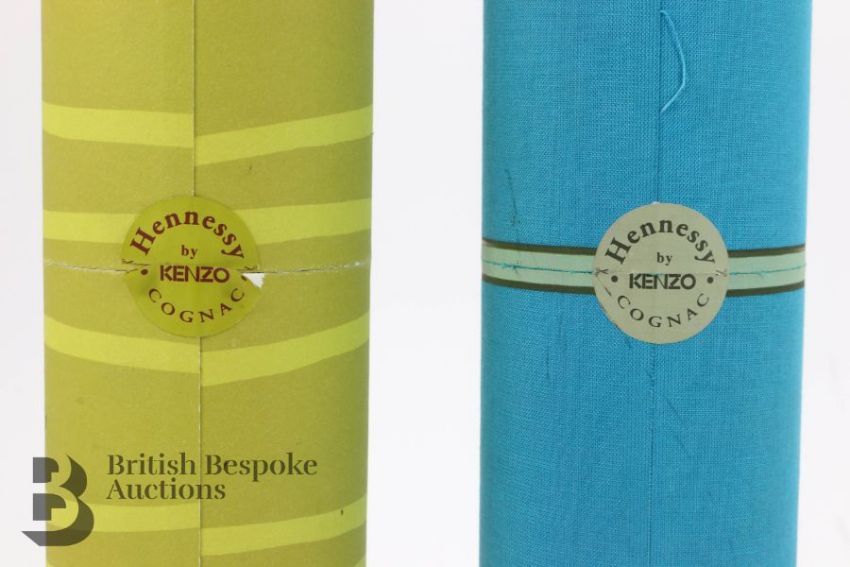 Hennessy
by
• KENZO •
COGNAC
Hennessy
by
• KENZO •
COGNAC
B
British Bespoke
Auctions